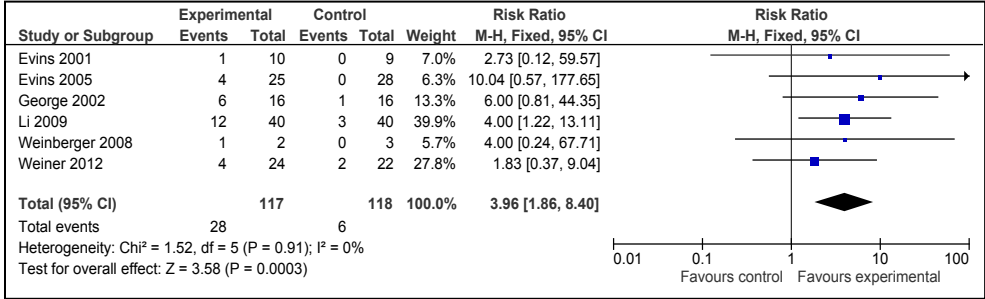 Experimental Control Risk Ratio Risk Ratio
Study or Subgroup Events Total Events Total Weight M-H, Fixed, 95% CI M-H, Fixed, 95% CI
Evins 2001 1 10 0 9 7.0% 2.73 [0.12, 59.57]
Evins 2005 4 25 0 28 6.3% 10.04 [0.57, 177.65]
George 2002 6 16 1 16 13.3% 6.00 [0.81, 44.35]
Li 2009 12 40 3 40 39.9% 4.00 [1.22, 13.11]
Weinberger 2008 1 2 0 3 5.7% 4.00 [0.24, 67.71]
Weiner 2012 4 24 2 22 27.8% 1.83 [0.37, 9.04]
Total (95% CI) 117 118 100.0% 3.96 [1.86, 8.40]
Total events 28 6
Heterogeneity: Chi² = 1.52, df = 5 (P = 0.91); I² = 0%
Test for overall effect: Z = 3.58 (P = 0.0003)
0.01 0.1 1 10 100
Favours control Favours experimental